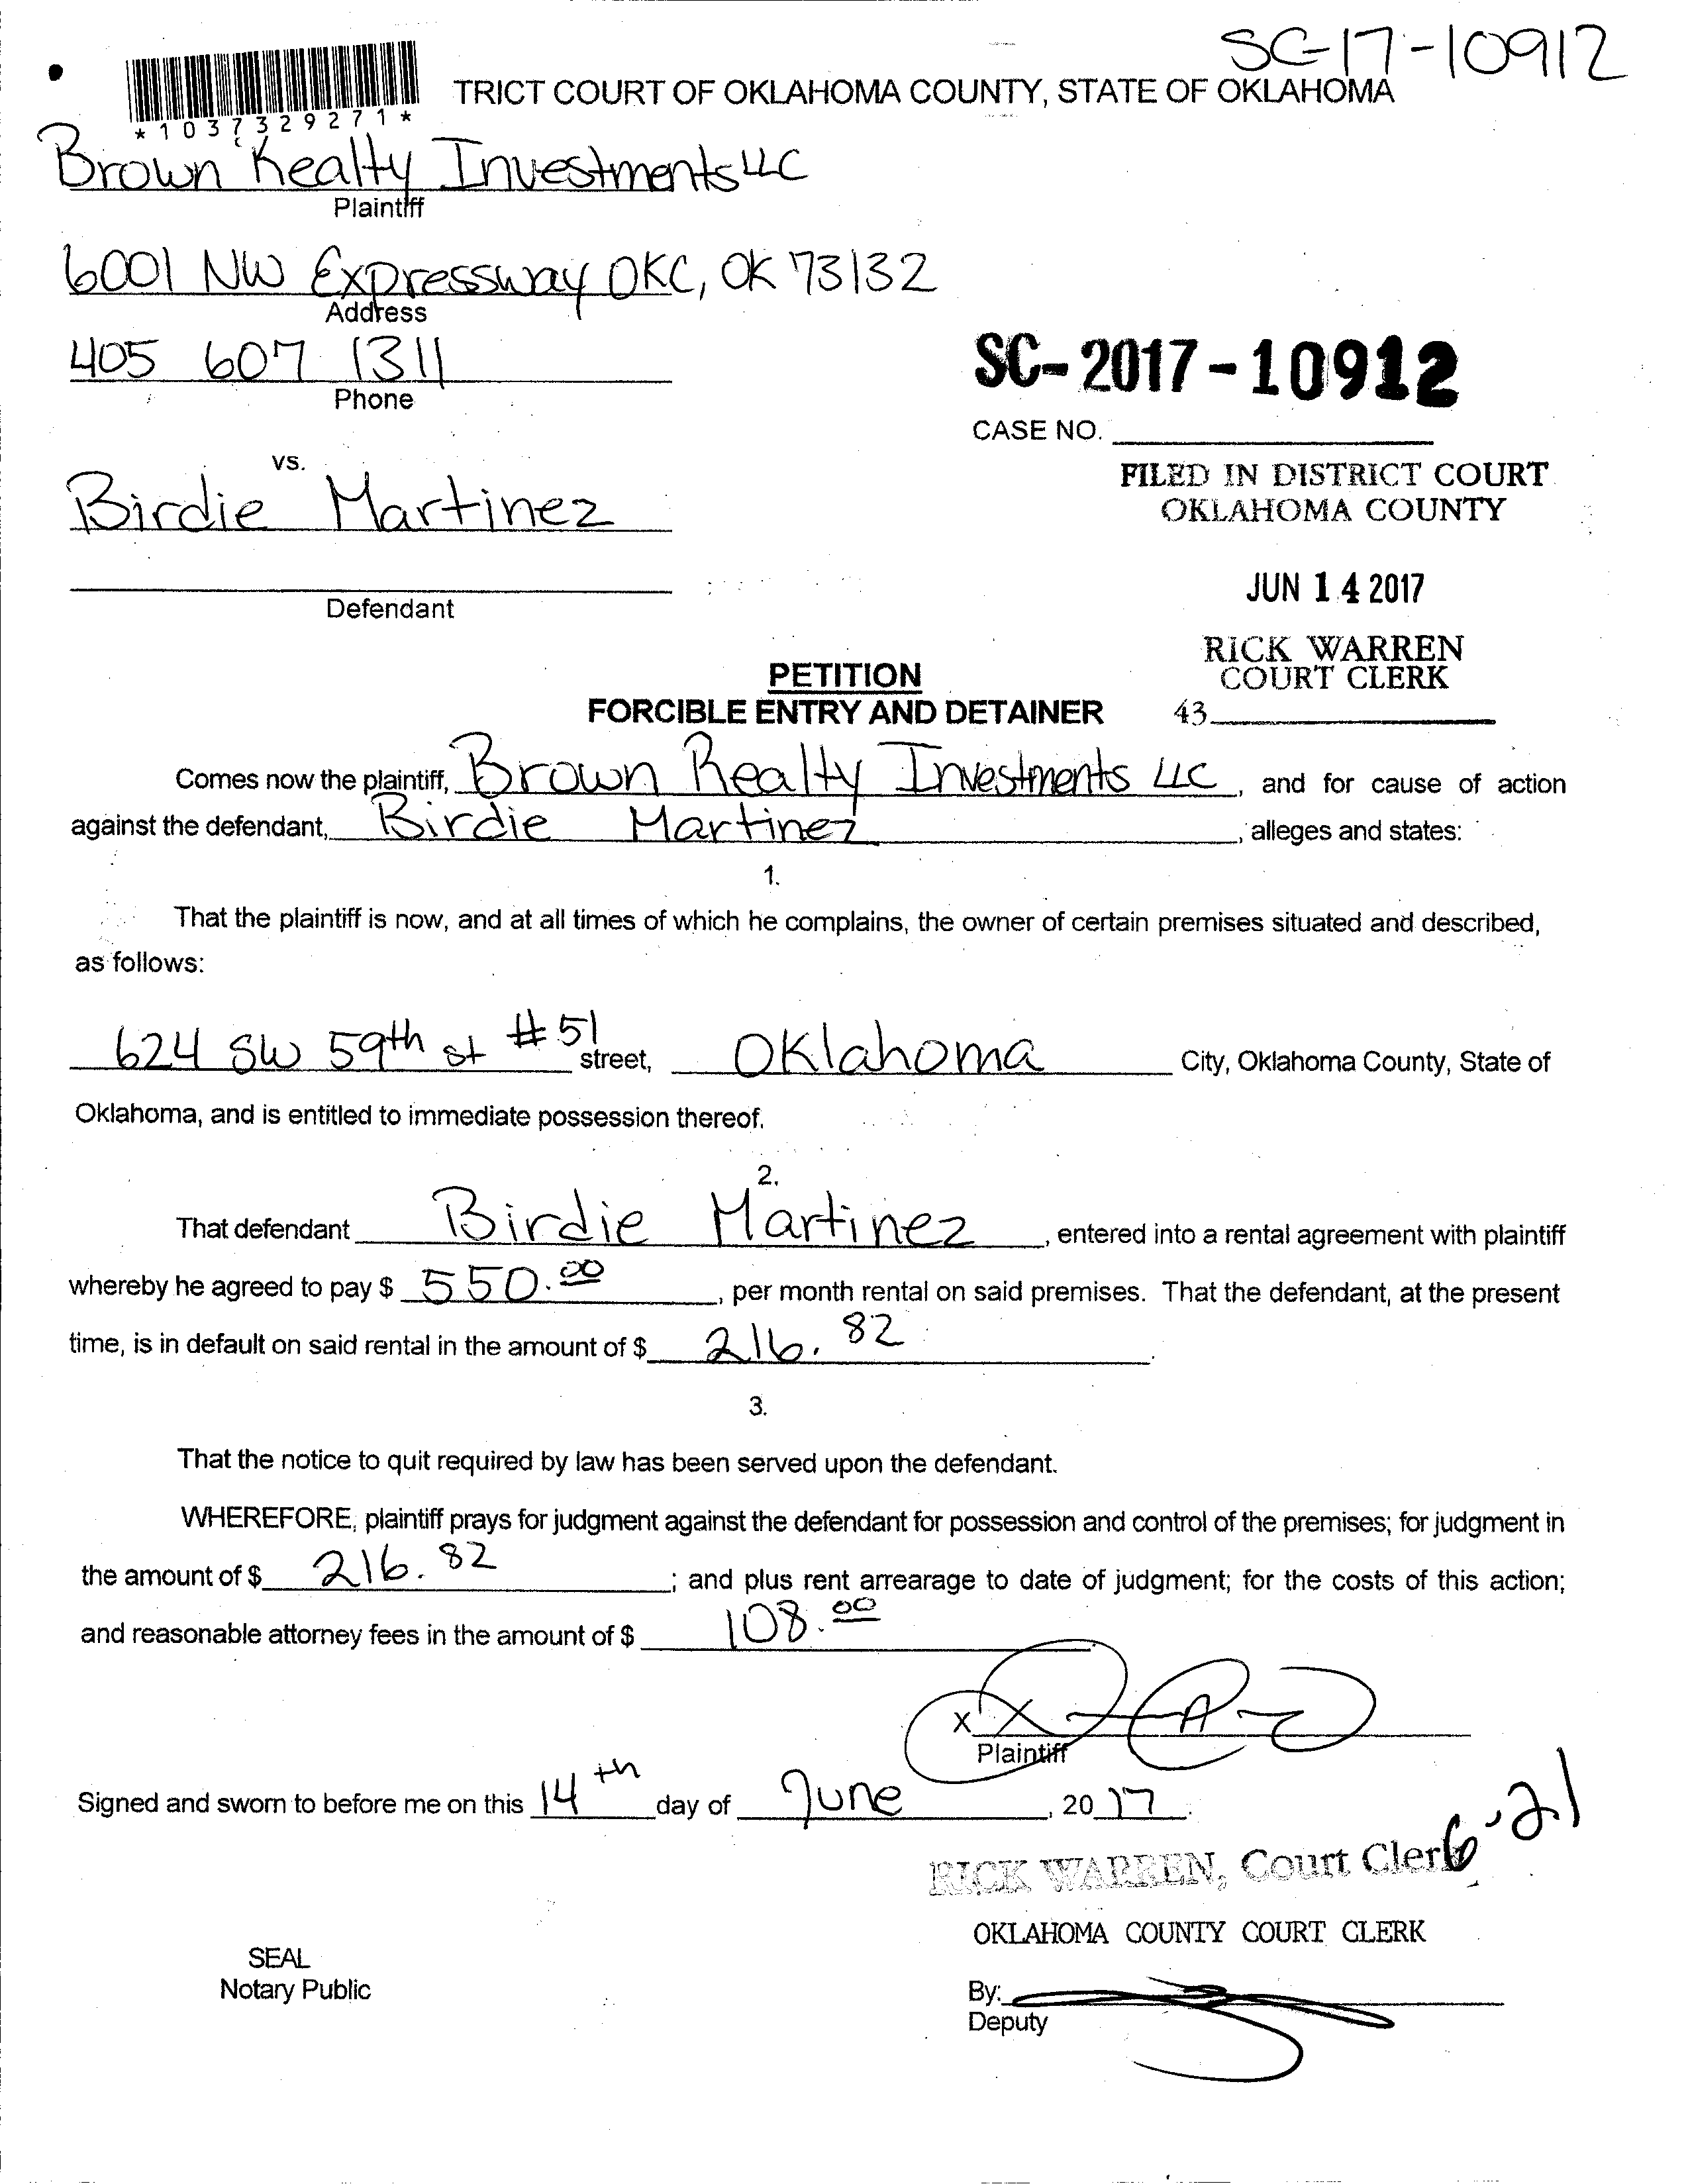 SC-17-10912
TRICT COURT OF OKLAHOMA COUNTY, STATE OF OKLAHOMA
*1037329271*
Brown Realty Investments LLC
Plaintiff
6001 NW Expressway OKC, OK 73132
Address
405 607 1311
Phone
SC-2017-10912
CASE NO.
vs.
FILED IN DISTRICT COURT
OKLAHOMA COUNTY
Birdie Martinez
JUN 14 2017
Defendant
RICK WARREN
COURT CLERK
43
PETITION
FORCIBLE ENTRY AND DETAINER
Comes now the plaintiff, Brown Realty Investments LLC, and for cause of action
against the defendant, Birdie Martinez, alleges and states:
1.
That the plaintiff is now, and at all times of which he complains, the owner of certain premises situated and described,
as follows:
624 SW 59th st #51 street, Oklahoma City, Oklahoma County, State of
Oklahoma, and is entitled to immediate possession thereof.
2.
That defendant Birdie Martinez, entered into a rental agreement with plaintiff
whereby he agreed to pay $ 550.00, per month rental on said premises. That the defendant, at the present
time, is in default on said rental in the amount of $ 216.82.
3.
That the notice to quit required by law has been served upon the defendant.
WHEREFORE, plaintiff prays for judgment against the defendant for possession and control of the premises; for judgment in
the amount of $ 216.82; and plus rent arrearage to date of judgment; for the costs of this action;
and reasonable attorney fees in the amount of $ 108.00.
x X
Plaintiff
Signed and sworn to before me on this 14th day of June, 2017.
6-21
RICK WARREN, Court Clerk
OKLAHOMA COUNTY COURT CLERK
SEAL
Notary Public
By:
Deputy